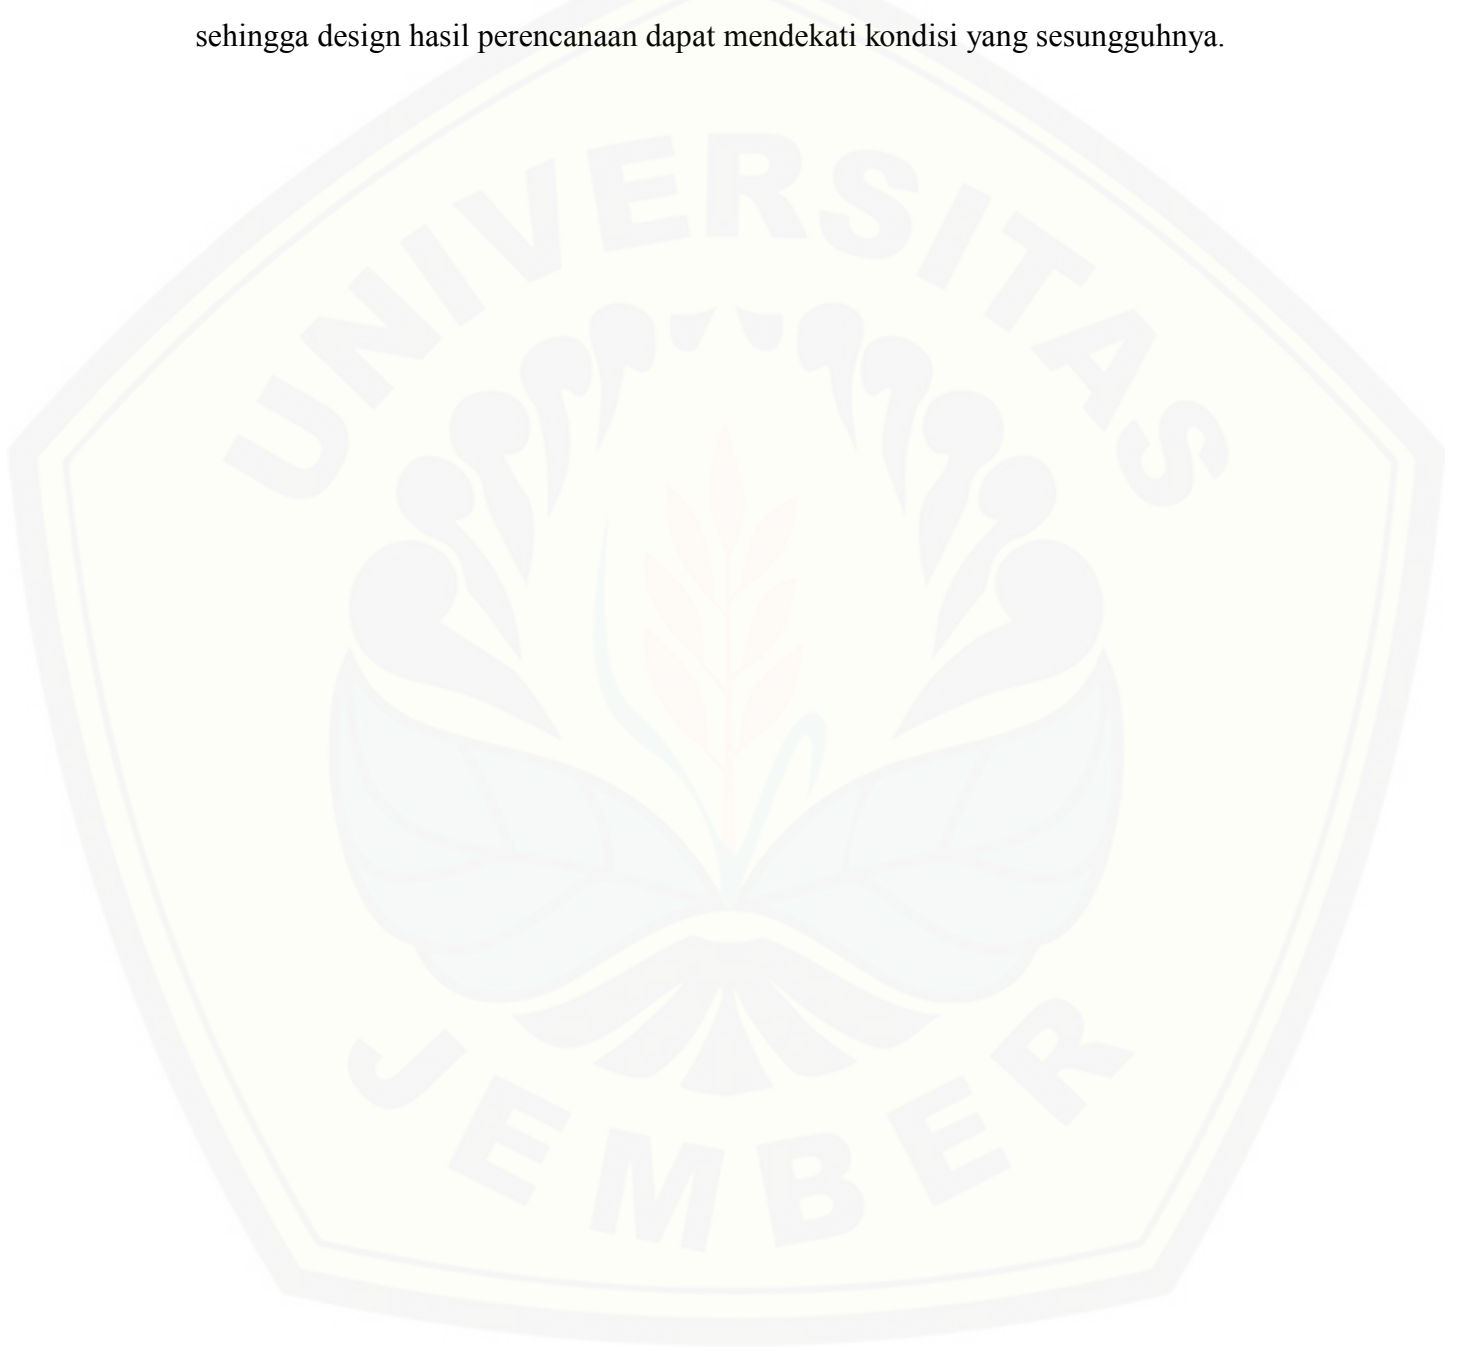 sehingga design hasil perencanaan dapat mendekati kondisi yang sesungguhnya.
UNIVERSITAS
JEMBER